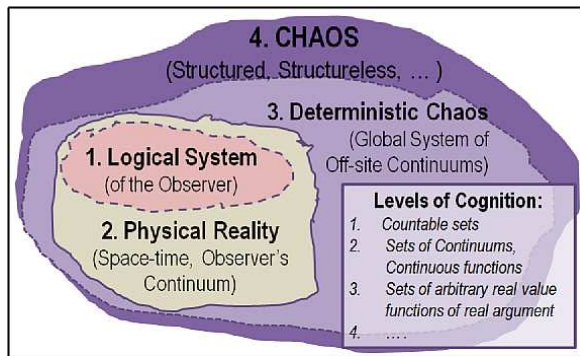 4. CHAOS
(Structured, Structureless, ... )
3. Deterministic Chaos
(Global System of
Off-site Continuums)
1. Logical System
(of the Observer)
2. Physical Reality
(Space-time, Observer's
Continuum)
Levels of Cognition:
1. Countable sets
2. Sets of Continuums,
Continuous functions
3. Sets of arbitrary real value
functions of real argument
4. ....